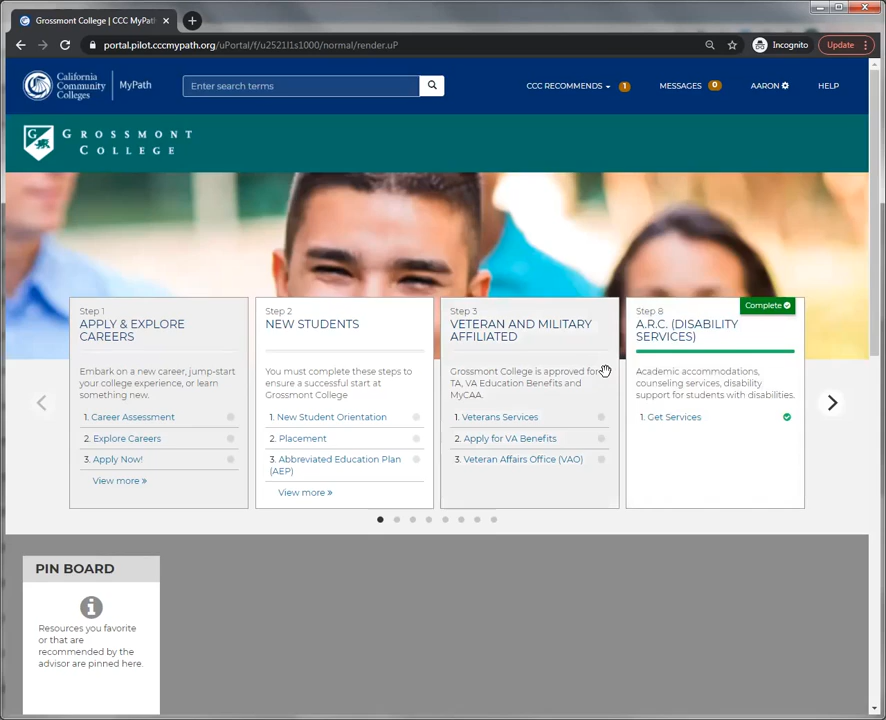 Grossmont College | CCC MyPath
portal.pilot.cccmypath.org/uPortal/f/u2521l1s1000/normal/render.uP
Incognito
Update
California
Community
Colleges
MyPath
Enter search terms
CCC RECOMMENDS
1
MESSAGES
0
AARON
HELP
GROSSMONT
COLLEGE
Step 1
APPLY & EXPLORE
CAREERS
Embark on a new career, jump-start
your college experience, or learn
something new.
1. Career Assessment
2. Explore Careers
3. Apply Now!
View more »
Step 2
NEW STUDENTS
You must complete these steps to
ensure a successful start at
Grossmont College
1. New Student Orientation
2. Placement
3. Abbreviated Education Plan
(AEP)
View more »
Step 3
VETERAN AND MILITARY
AFFILIATED
Grossmont College is approved for
TA, VA Education Benefits and
MyCAA.
1. Veterans Services
2. Apply for VA Benefits
3. Veteran Affairs Office (VAO)
Complete
Step 8
A.R.C. (DISABILITY
SERVICES)
Academic accommodations,
counseling services, disability
support for students with disabilities.
1. Get Services
PIN BOARD
Resources you favorite
or that are
recommended by the
advisor are pinned here.